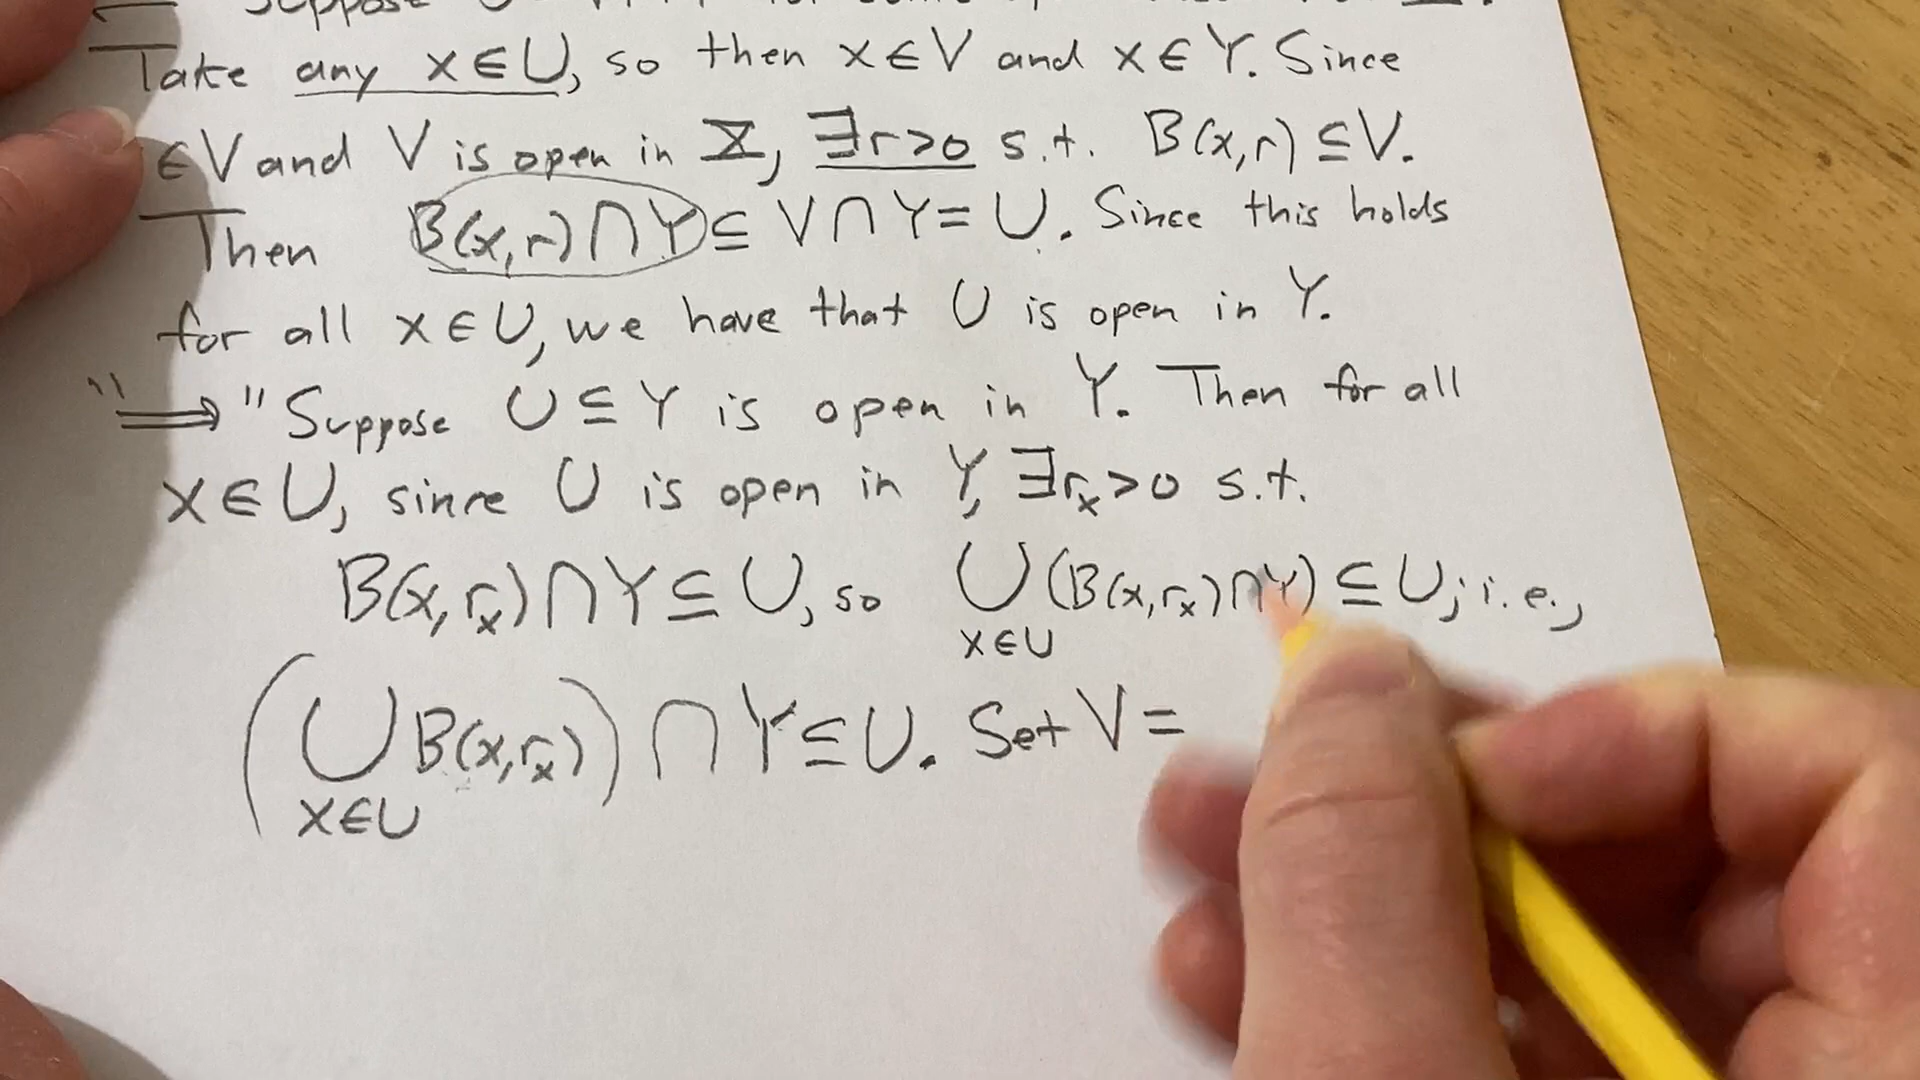 Suppose U
Take any x∈U, so then x∈V and x∈Y. Since
∈V and V is open in X, ∃r>0 s.t. B(x,r)⊆V.
Then B(x,r)∩Y⊆V∩Y=U. Since this holds
for all x∈U, we have that U is open in Y.
"⟹" Suppose U⊆Y is open in Y. Then for all
x∈U, since U is open in Y, ∃rₓ>0 s.t.
B(x,rₓ)∩Y⊆U, so ⋃(B(x,rₓ)∩Y)⊆U; i.e.,
x∈U
(⋃B(x,rₓ))∩Y⊆U. Set V=
x∈U